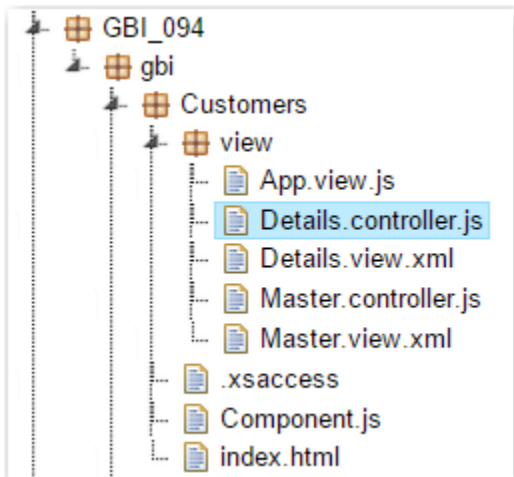 GBI_094
gbi
Customers
view
App.view.js
Details.controller.js
Details.view.xml
Master.controller.js
Master.view.xml
.xsaccess
Component.js
index.html